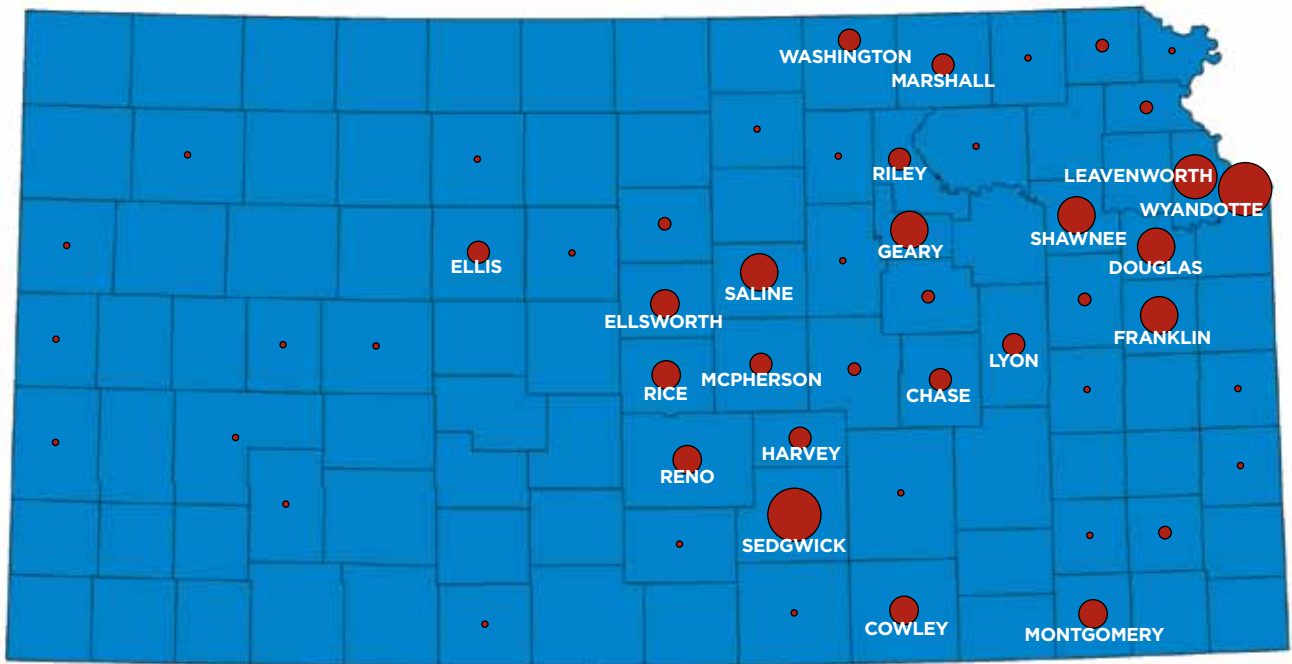 WASHINGTON
MARSHALL
RILEY
LEAVENWORTH
WYANDOTTE
SHAWNEE
GEARY
DOUGLAS
ELLIS
SALINE
ELLSWORTH
FRANKLIN
LYON
MCPHERSON
RICE
CHASE
HARVEY
RENO
SEDGWICK
COWLEY
MONTGOMERY